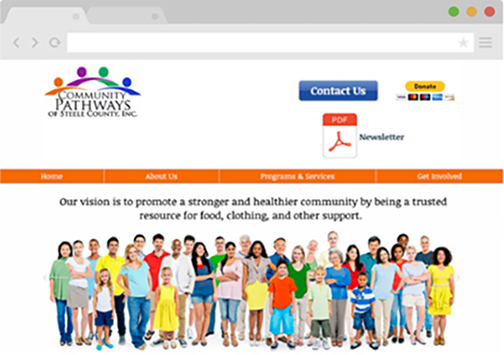 COMMUNITY
PATHWAYS
OF STEELE COUNTY, INC.
Contact Us
Donate
PDF
Newsletter
Home
About Us
Programs & Services
Get Involved
Our vision is to promote a stronger and healthier community by being a trusted
resource for food, clothing, and other support.